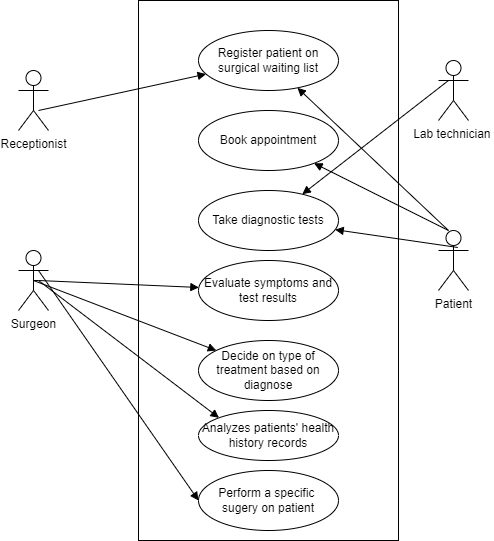 Register patient on
surgical waiting list
Receptionist
Lab technician
Book appointment
Take diagnostic tests
Evaluate symptoms and
test results
Surgeon
Patient
Decide on type of
treatment based on
diagnose
Analyzes patients' health
history records
Perform a specific
sugery on patient